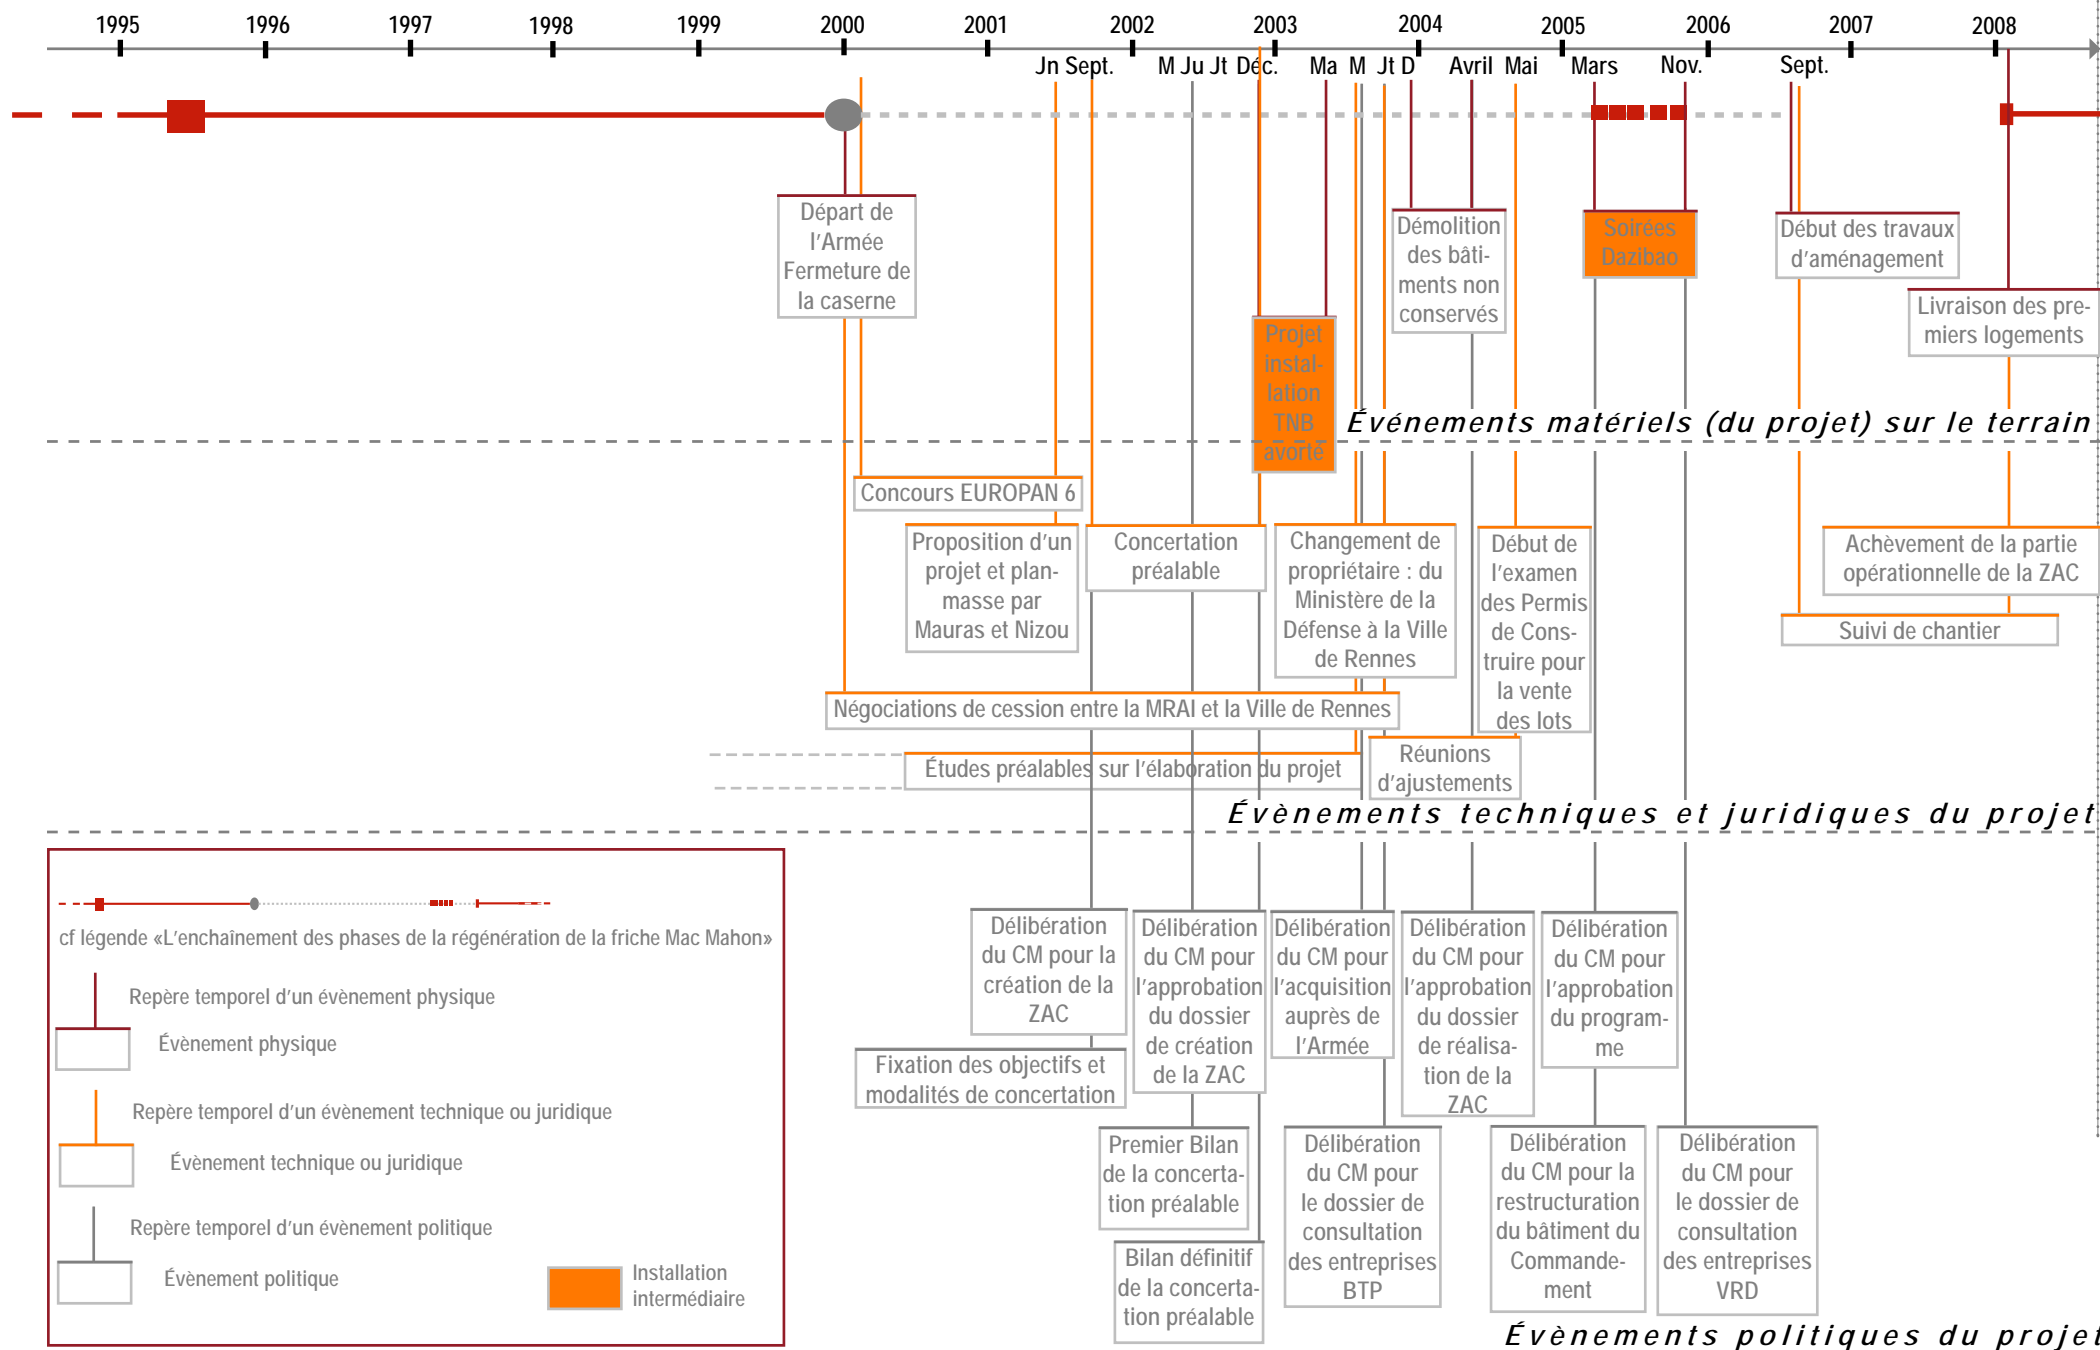 1995 1996 1997 1998 1999 2000 2001 2002 2003 2004 2005 2006 2007 2008
Jn Sept. M Ju Jt Déc. Ma M Jt D Avril Mai Mars Nov. Sept.
Départ de
l'Armée
Fermeture de
la caserne
Projet
instal-
lation
TNB
avorté
Démolition
des bâti-
ments non
conservés
Soirées
Dazibao
Début des travaux
d'aménagement
Livraison des pre-
miers logements
Événements matériels (du projet) sur le terrain
Concours EUROPAN 6
Proposition d'un
projet et plan-
masse par
Mauras et Nizou
Concertation
préalable
Changement de
propriétaire : du
Ministère de la
Défense à la Ville
de Rennes
Début de
l'examen
des Permis
de Cons-
truire pour
la vente
des lots
Achèvement de la partie
opérationnelle de la ZAC
Suivi de chantier
Négociations de cession entre la MRAI et la Ville de Rennes
Études préalables sur l'élaboration du projet
Réunions
d'ajustements
Évènements techniques et juridiques du projet
cf légende «L'enchaînement des phases de la régénération de la friche Mac Mahon»
Repère temporel d'un évènement physique
Évènement physique
Repère temporel d'un évènement technique ou juridique
Évènement technique ou juridique
Repère temporel d'un évènement politique
Évènement politique
Installation
intermédiaire
Délibération
du CM pour la
création de la
ZAC
Fixation des objectifs et
modalités de concertation
Délibération
du CM pour
l'approbation
du dossier
de création
de la ZAC
Premier Bilan
de la concerta-
tion préalable
Bilan définitif
de la concerta-
tion préalable
Délibération
du CM pour
l'acquisition
auprès de
l'Armée
Délibération
du CM pour
le dossier de
consultation
des entreprises
BTP
Délibération
du CM pour
l'approbation
du dossier
de réalisa-
tion de la
ZAC
Délibération
du CM pour
l'approbation
du program-
me
Délibération
du CM pour la
restructuration
du bâtiment du
Commande-
ment
Délibération
du CM pour
le dossier de
consultation
des entreprises
VRD
Évènements politiques du projet